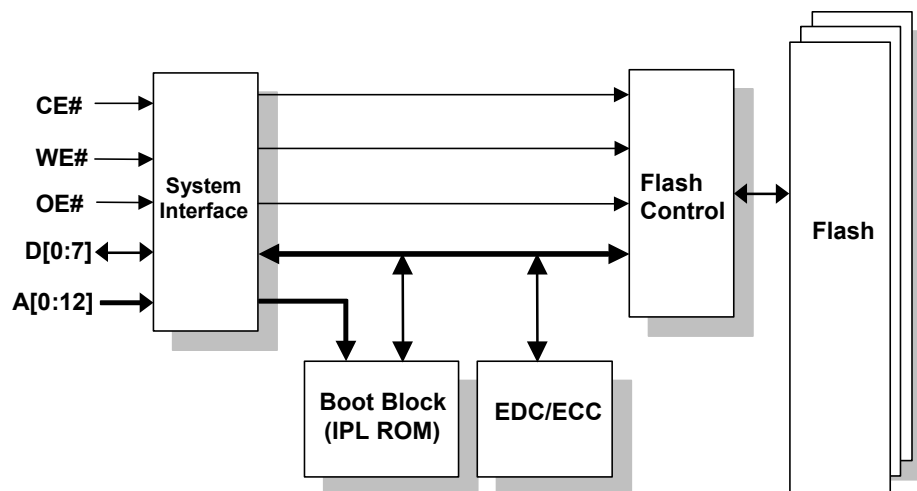 CE#
WE#
OE#
D[0:7]
A[0:12]
System
Interface
Flash
Control
Flash
Boot Block
(IPL ROM)
EDC/ECC